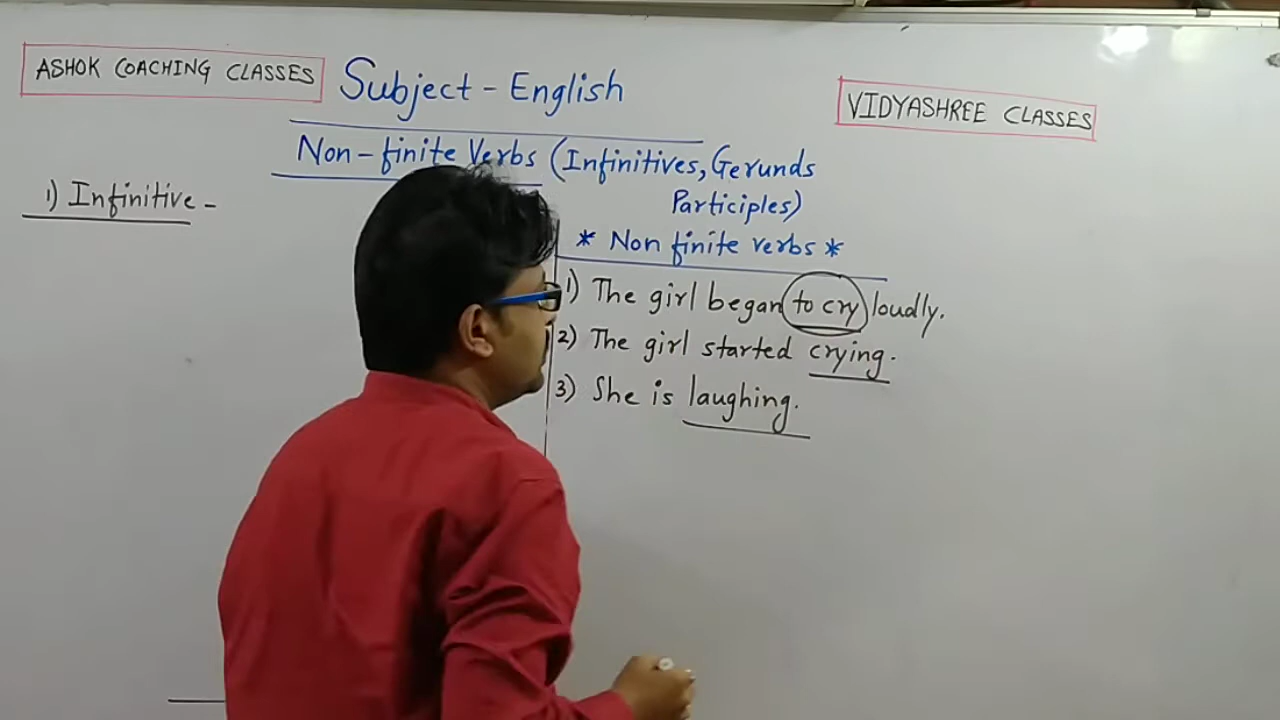 ASHOK COACHING CLASSES
Subject - English
VIDYASHREE CLASSES
Non-finite Verbs (Infinitives, Gerunds
Participles)
1) Infinitive -
* Non finite verbs *
1) The girl began to cry loudly.
2) The girl started crying.
3) She is laughing.